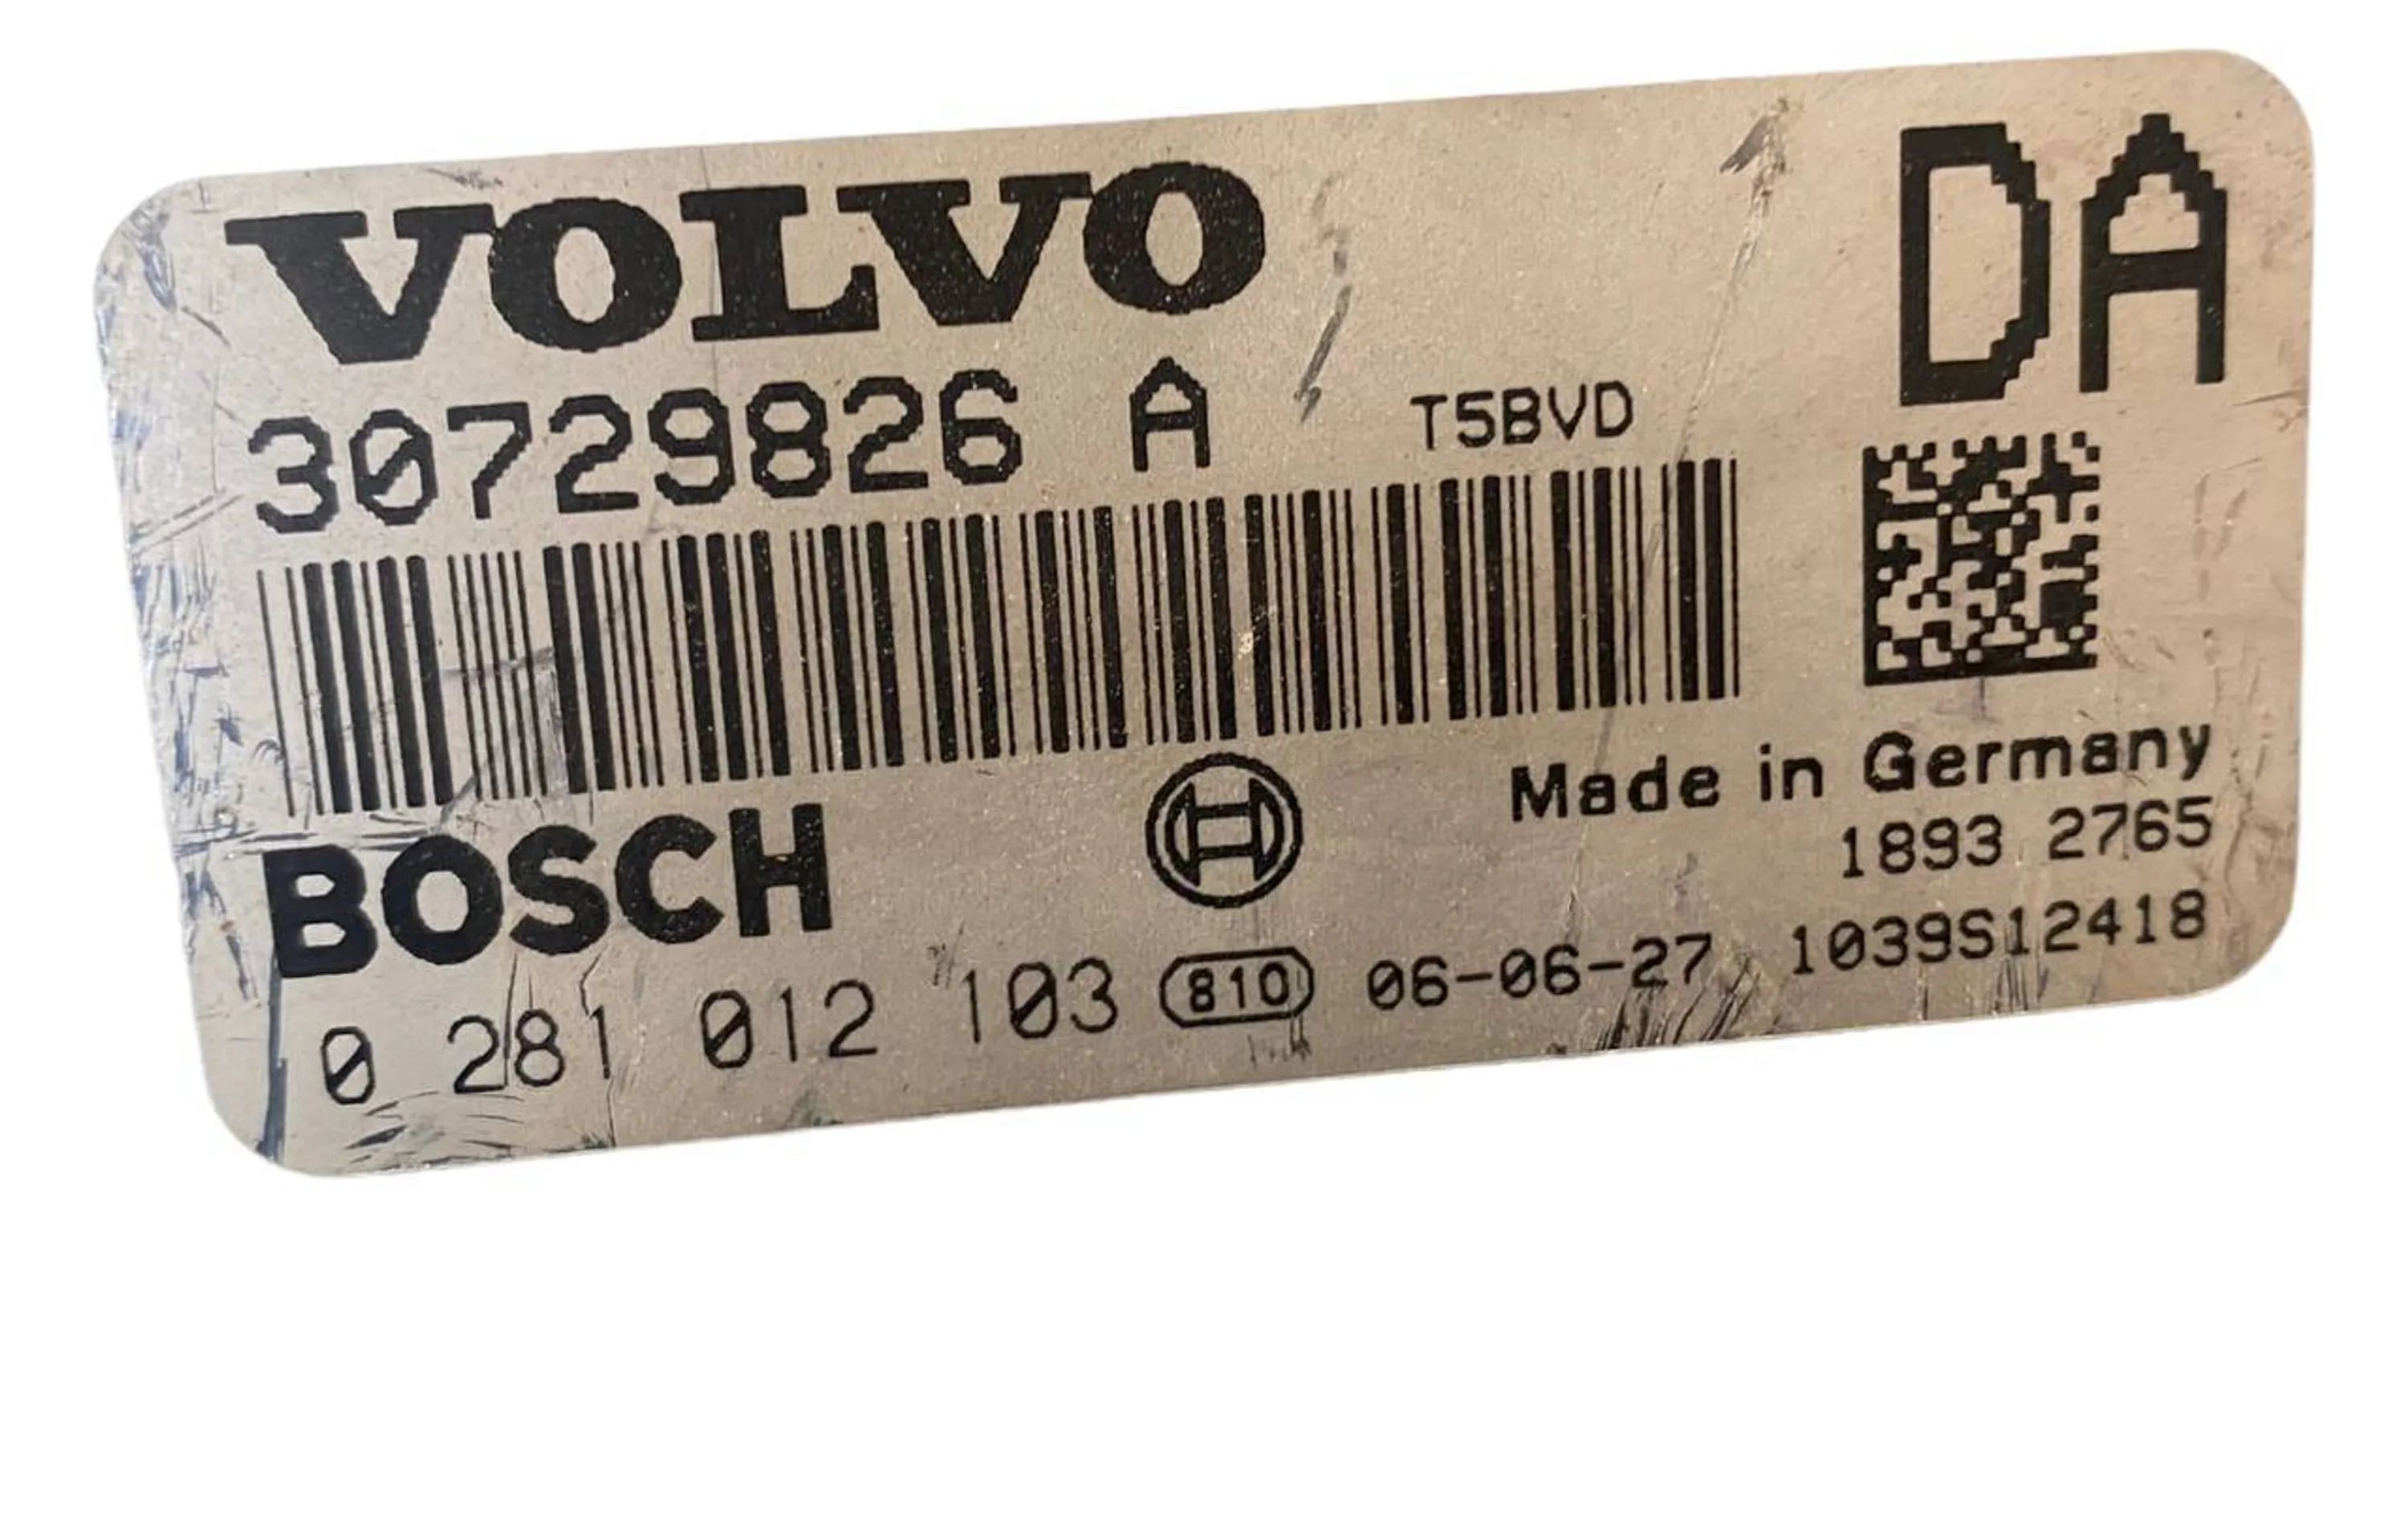 VOLVO DA
30729826 A T5BVD
Made in Germany
BOSCH 1893 2765
0 281 012 103 810 06-06-27 1039S12418